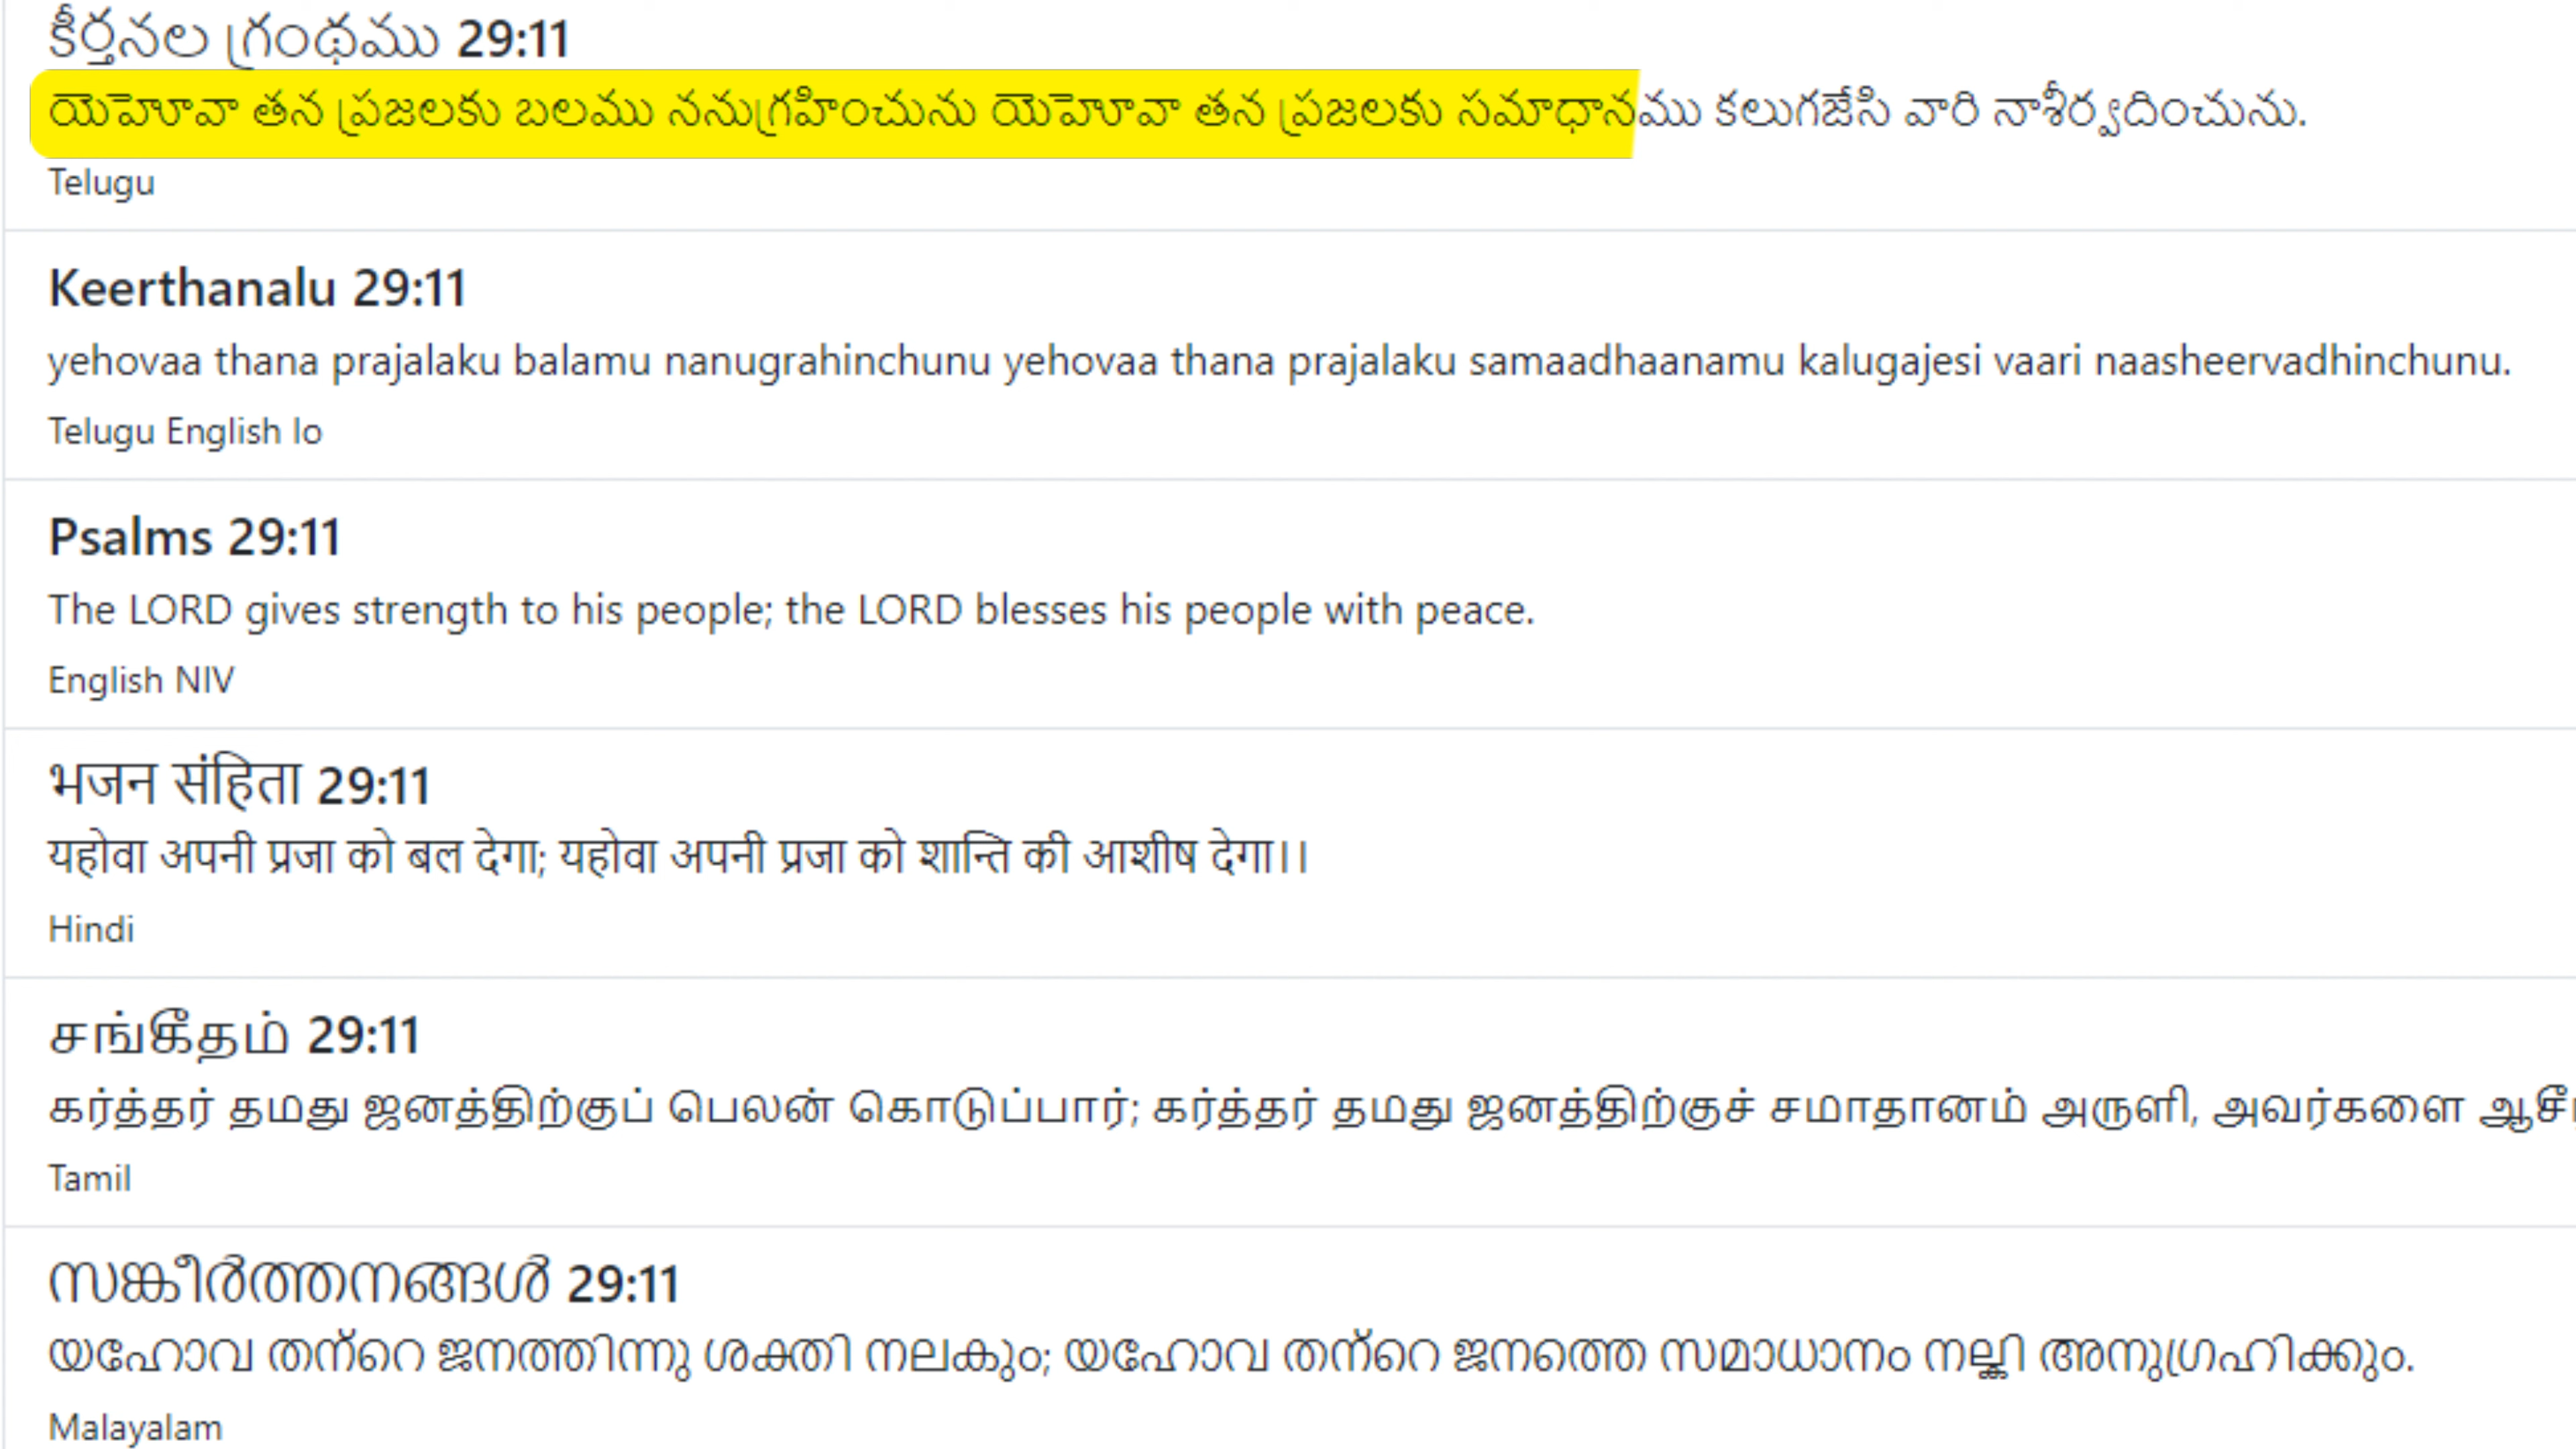 కీర్తనల గ్రంథము 29:11
యెహోవా తన ప్రజలకు బలము ననుగ్రహించును యెహోవా తన ప్రజలకు సమాధానము కలుగజేసి వారి నాశీర్వదించును.
Telugu
Keerthanalu 29:11
yehovaa thana prajalaku balamu nanugrahinchunu yehovaa thana prajalaku samaadhaanamu kalugajesi vaari naasheervadhinchunu.
Telugu English lo
Psalms 29:11
The LORD gives strength to his people; the LORD blesses his people with peace.
English NIV
भजन संहिता 29:11
यहोवा अपनी प्रजा को बल देगा; यहोवा अपनी प्रजा को शान्ति की आशीष देगा।।
Hindi
சங்கீதம் 29:11
கர்த்தர் தமது ஜனத்திற்குப் பெலன் கொடுப்பார்; கர்த்தர் தமது ஜனத்திற்குச் சமாதானம் அருளி, அவர்களை
Tamil
സങ്കീർത്തനങ്ങൾ 29:11
യഹോവ തന്റെ ജനത്തിന്നു ശക്തി നലകും; യഹോവ തന്റെ ജനത്തെ സമാധാനം നല്കി അനുഗ്രഹിക്കും.
Malayalam